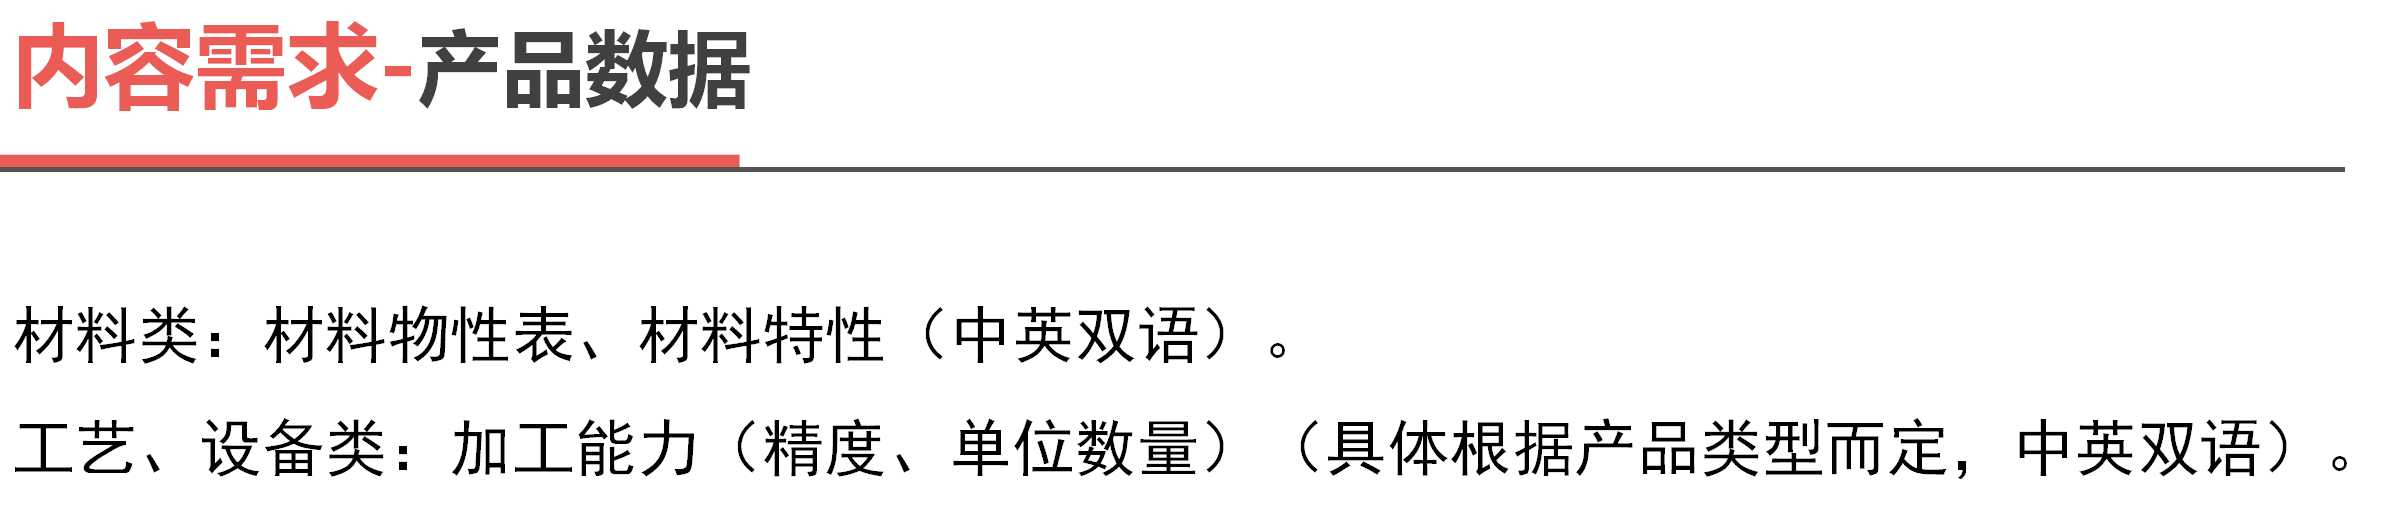 内容需求-产品数据
材料类：材料物性表、材料特性（中英双语）。
工艺、设备类：加工能力（精度、单位数量）（具体根据产品类型而定，中英双语）。